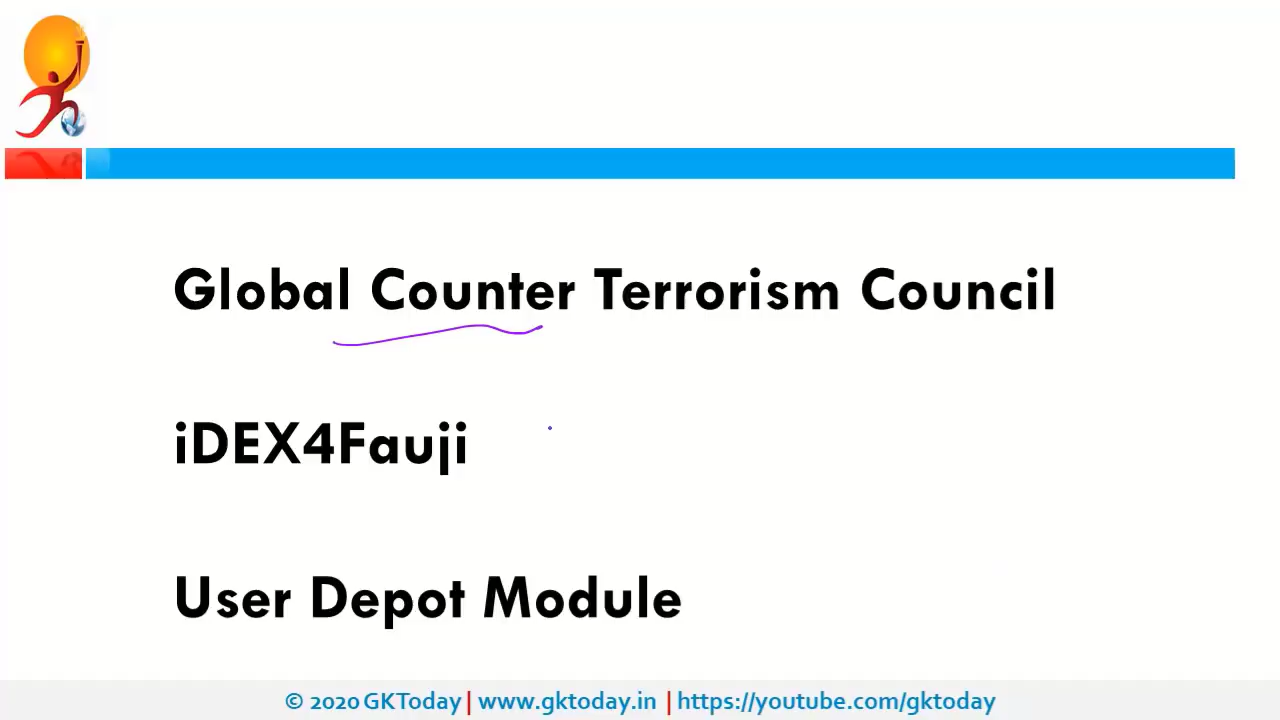 Global Counter Terrorism Council
iDEX4Fauji
User Depot Module
© 2020 GKToday | www.gktoday.in | https://youtube.com/gktoday